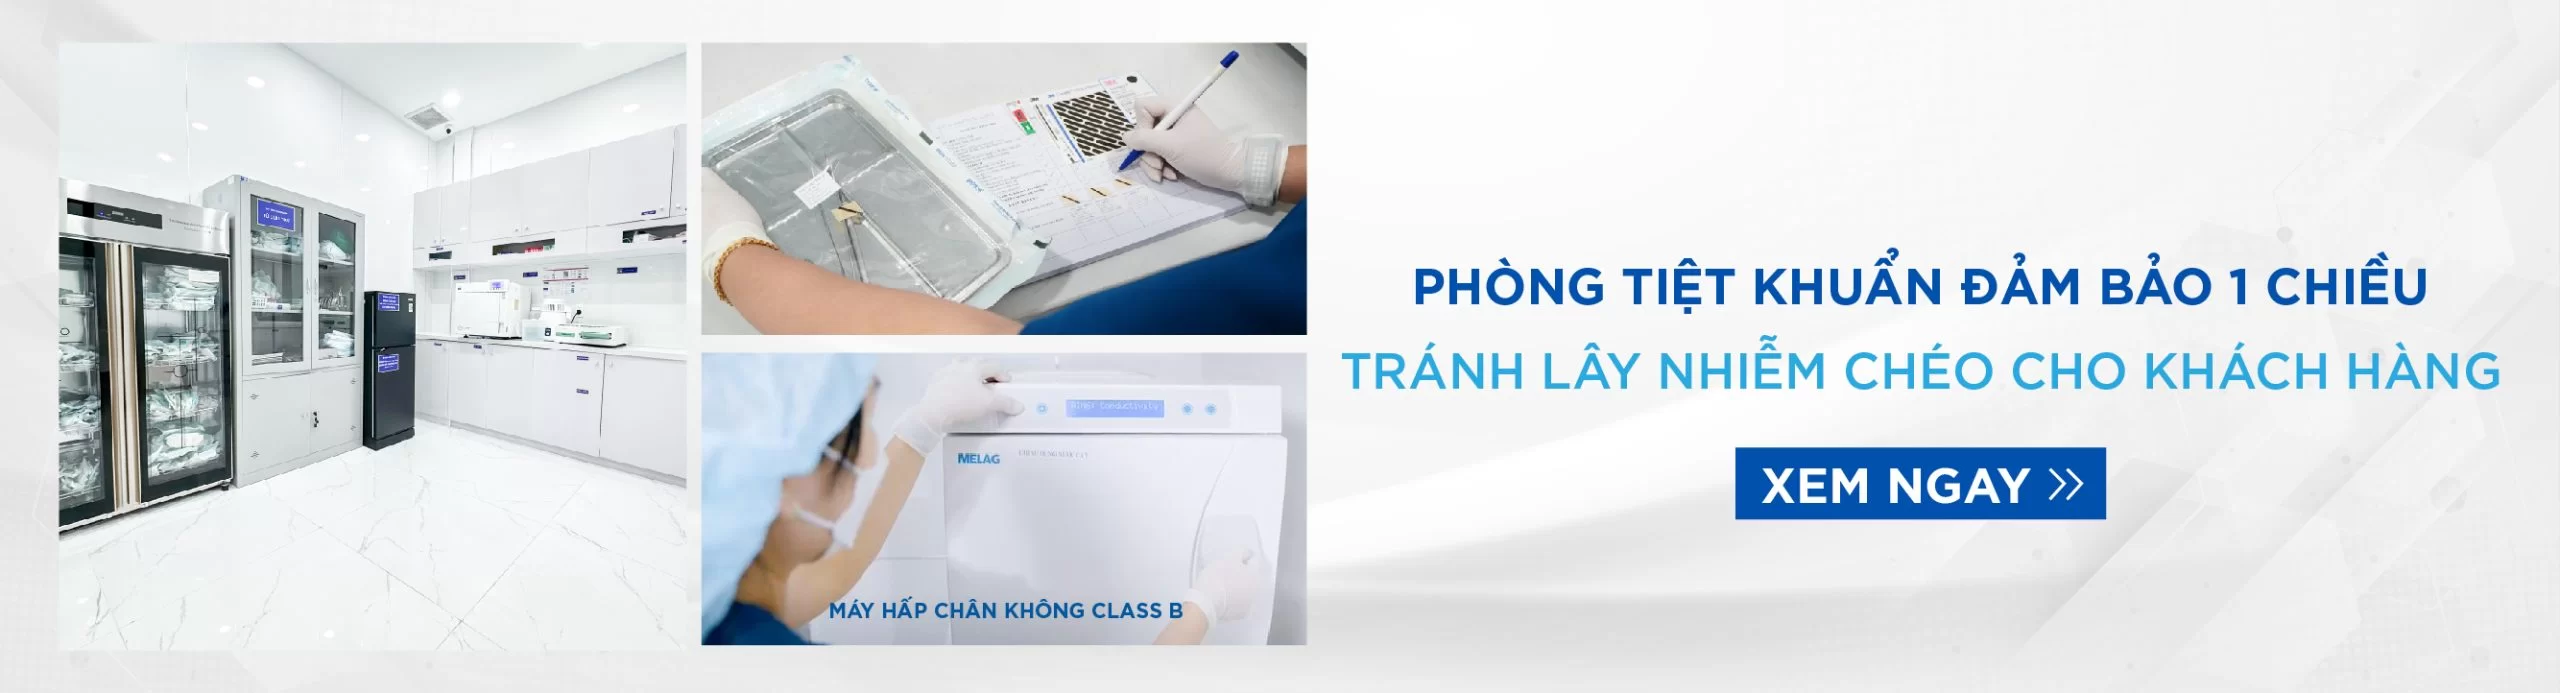 PHÒNG TIỆT KHUẨN ĐẢM BẢO 1 CHIỀU
TRÁNH LÂY NHIỄM CHÉO CHO KHÁCH HÀNG
XEM NGAY
MELAG
MÁY HẤP CHÂN KHÔNG CLASS B